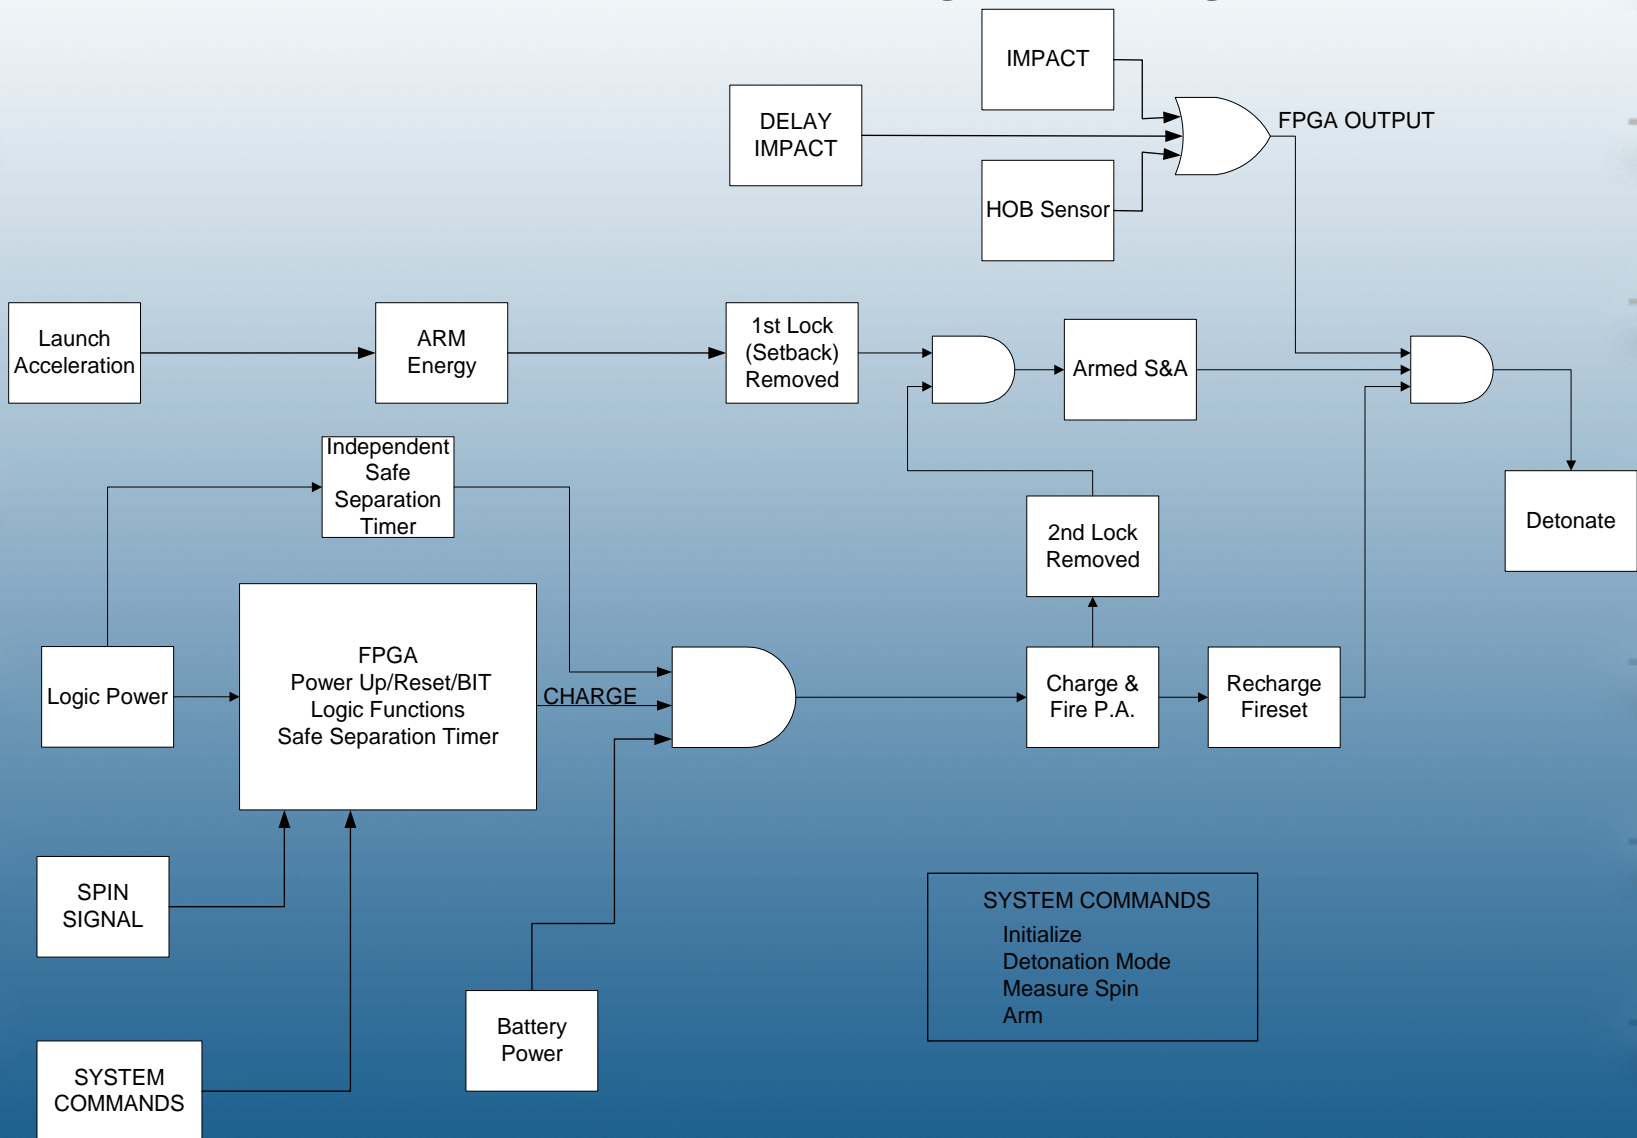 IMPACT
DELAY
IMPACT
FPGA OUTPUT
HOB Sensor
Launch
Acceleration
ARM
Energy
1st Lock
(Setback)
Removed
Armed S&A
Independent
Safe
Separation
Timer
2nd Lock
Removed
Detonate
Logic Power
FPGA
Power Up/Reset/BIT
Logic Functions
Safe Separation Timer
CHARGE
Charge &
Fire P.A.
Recharge
Fireset
SPIN
SIGNAL
Battery
Power
SYSTEM
COMMANDS
SYSTEM COMMANDS
Initialize
Detonation Mode
Measure Spin
Arm